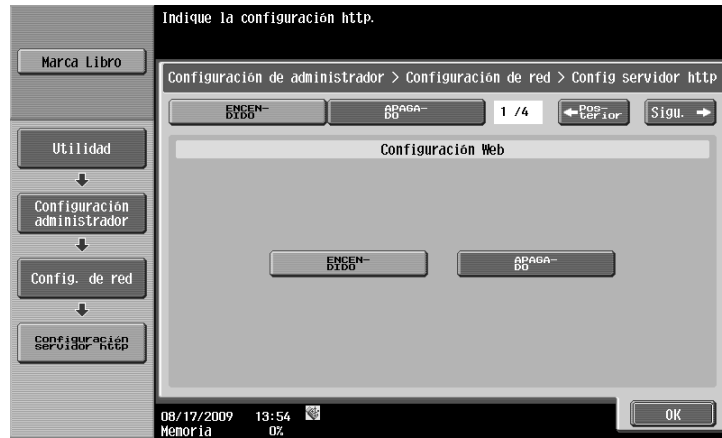 Indique la configuración http.
Marca Libro
Configuración de administrador > Configuración de red > Config servidor http
ENCEN-
DIDO
APAGA-
DO
1 /4
←Pos-
terior
Sigu. →
Utilidad
Configuración Web
Configuración
administrador
ENCEN-
DIDO
APAGA-
DO
Config. de red
Configuración
servidor http
08/17/2009 13:54
Memoria 0%
OK